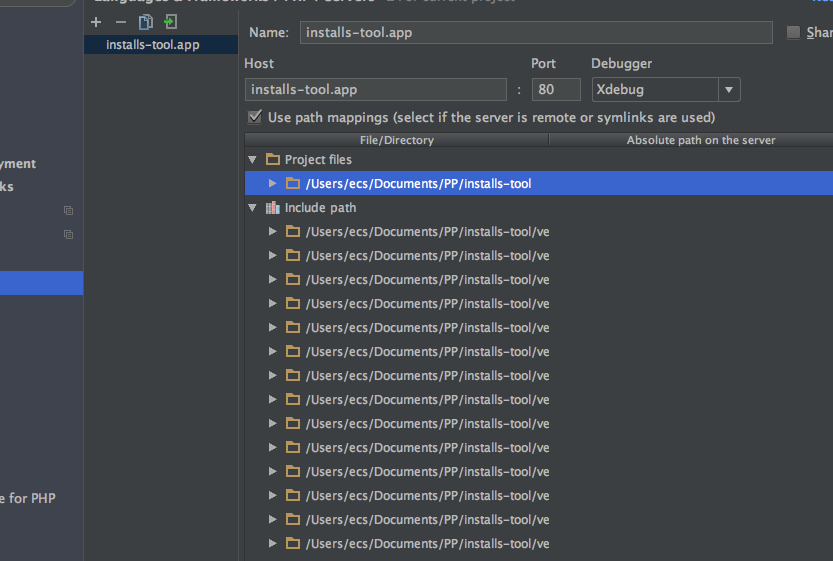 installs-tool.app
Name: installs-tool.app
Host Port Debugger
installs-tool.app : 80 Xdebug
Use path mappings (select if the server is remote or symlinks are used)
File/Directory Absolute path on the server
Project files
/Users/ecs/Documents/PP/installs-tool
Include path
/Users/ecs/Documents/PP/installs-tool/ve
/Users/ecs/Documents/PP/installs-tool/ve
/Users/ecs/Documents/PP/installs-tool/ve
/Users/ecs/Documents/PP/installs-tool/ve
/Users/ecs/Documents/PP/installs-tool/ve
/Users/ecs/Documents/PP/installs-tool/ve
/Users/ecs/Documents/PP/installs-tool/ve
/Users/ecs/Documents/PP/installs-tool/ve
/Users/ecs/Documents/PP/installs-tool/ve
/Users/ecs/Documents/PP/installs-tool/ve
/Users/ecs/Documents/PP/installs-tool/ve
/Users/ecs/Documents/PP/installs-tool/ve
/Users/ecs/Documents/PP/installs-tool/ve
/Users/ecs/Documents/PP/installs-tool/ve
yment
ks
e for PHP
Shar